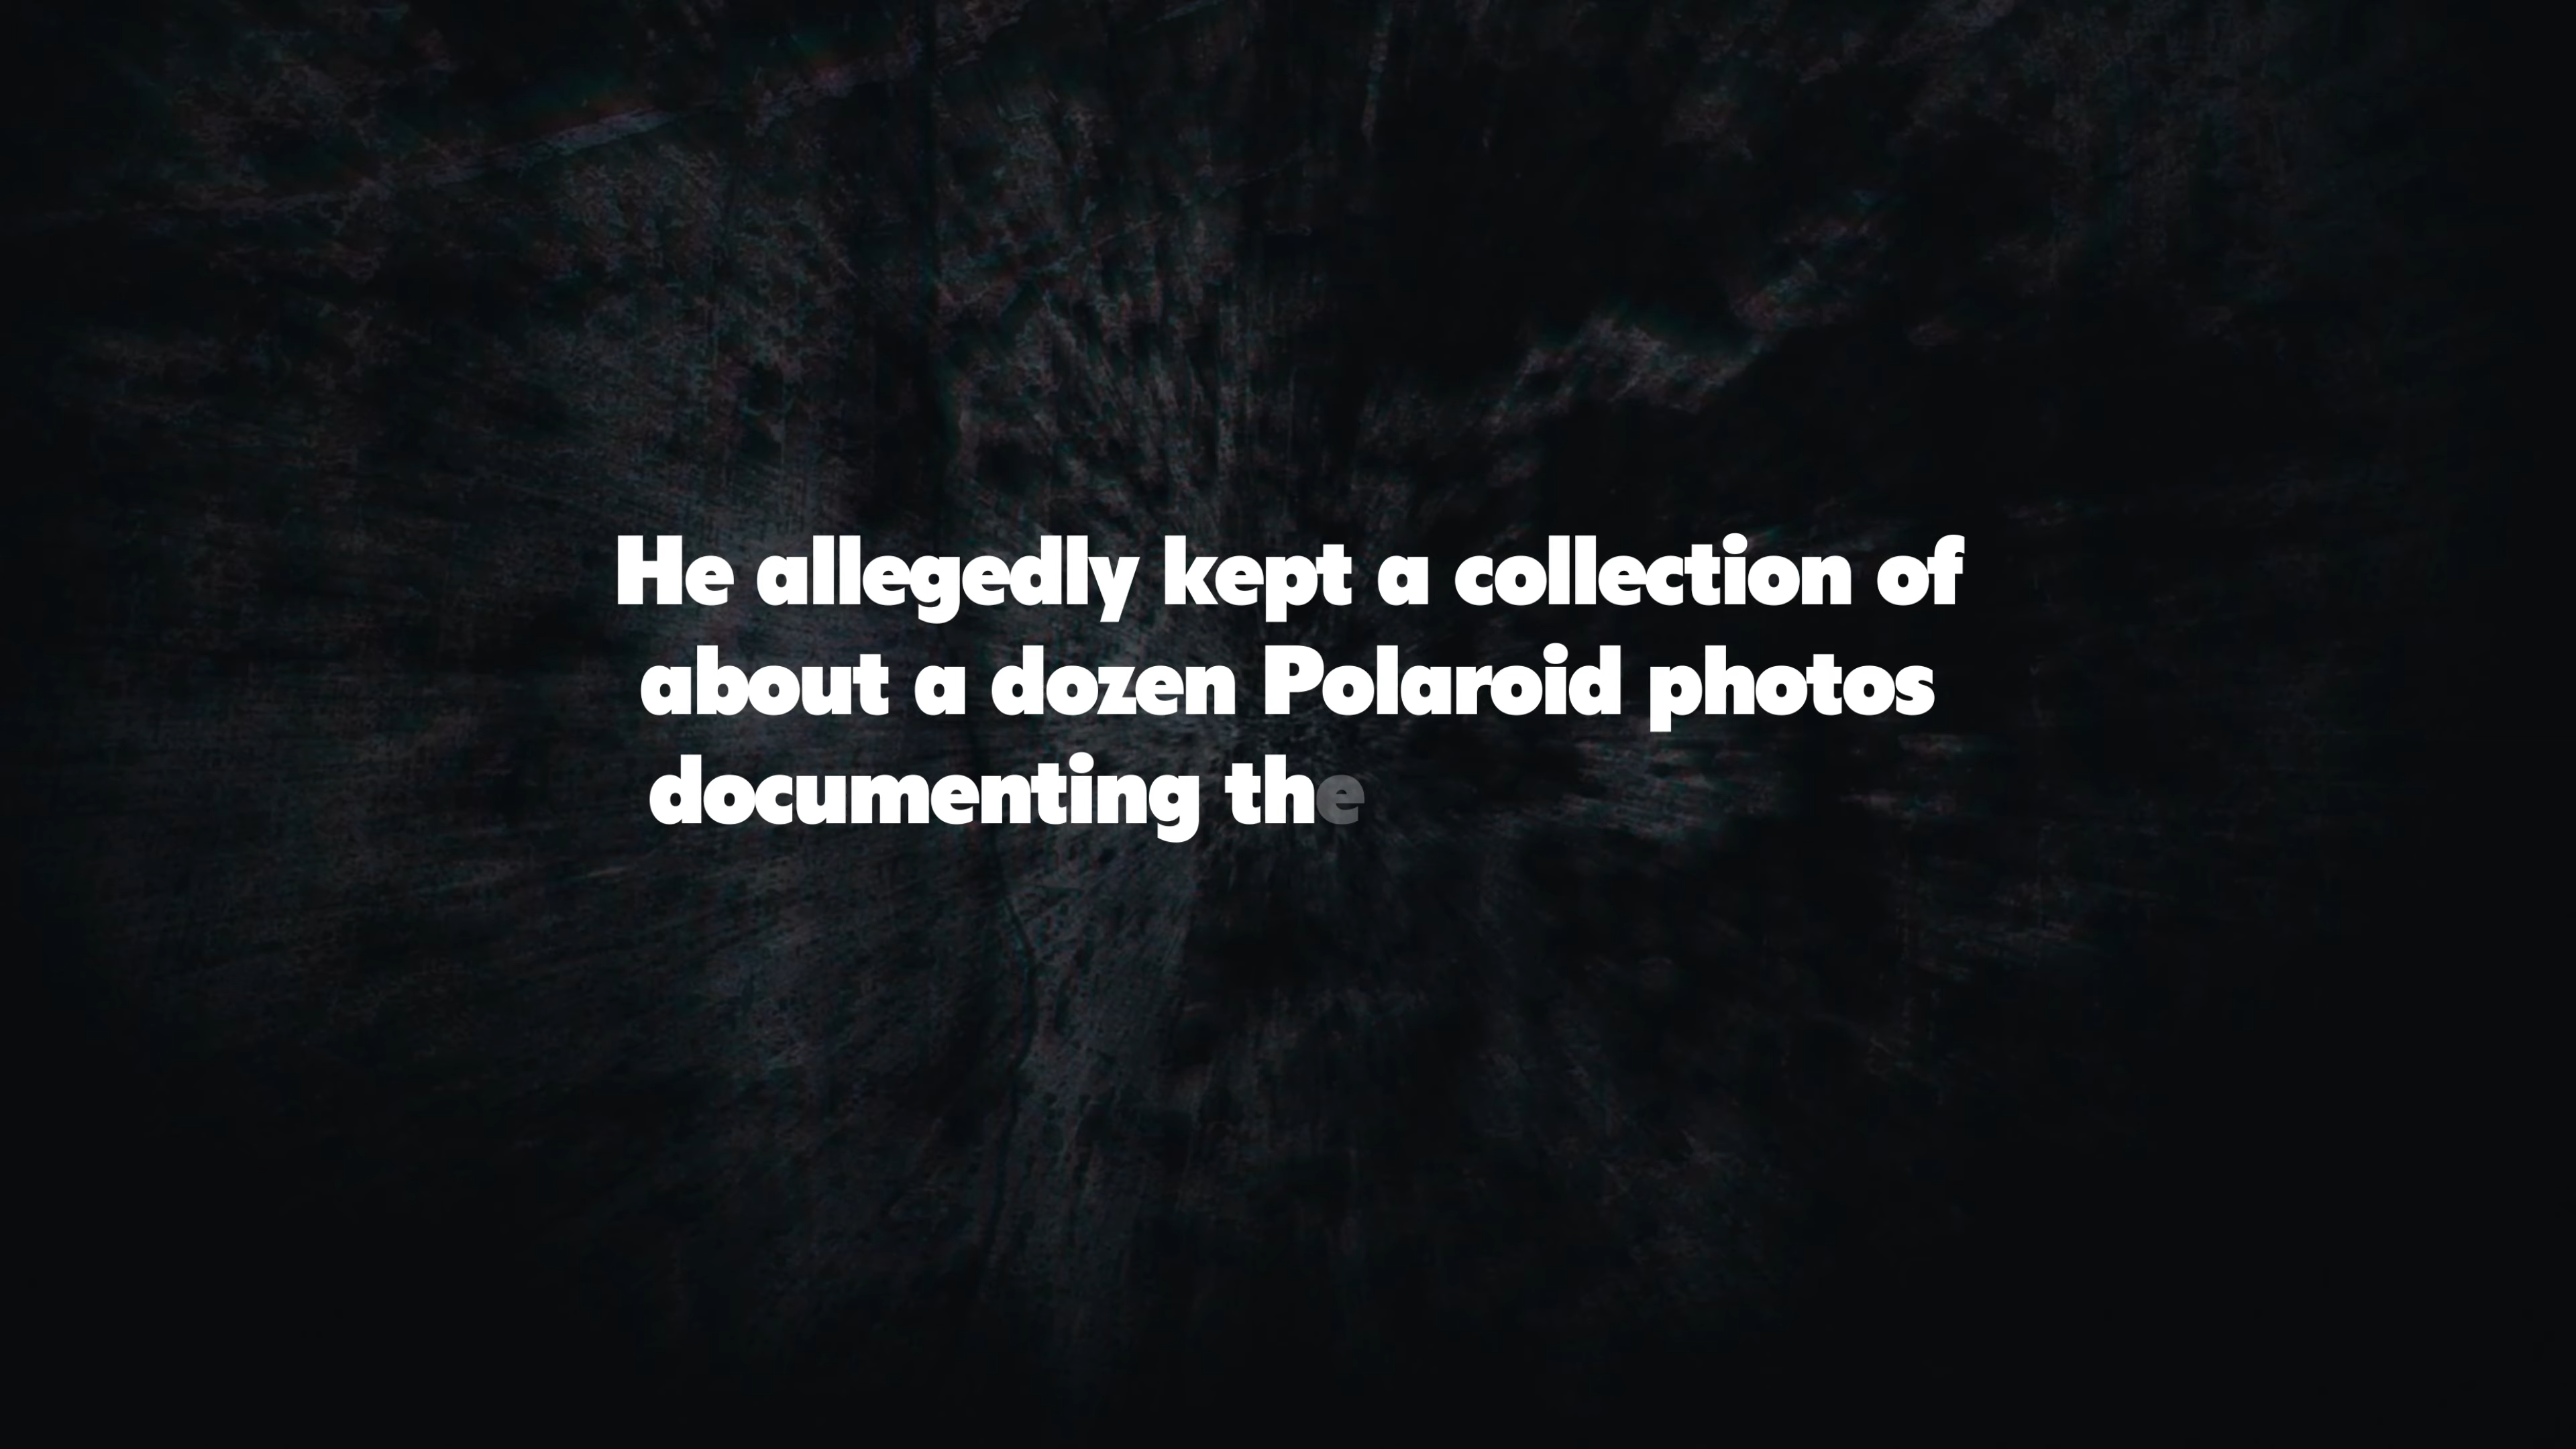 He allegedly kept a collection of
about a dozen Polaroid photos
documenting the